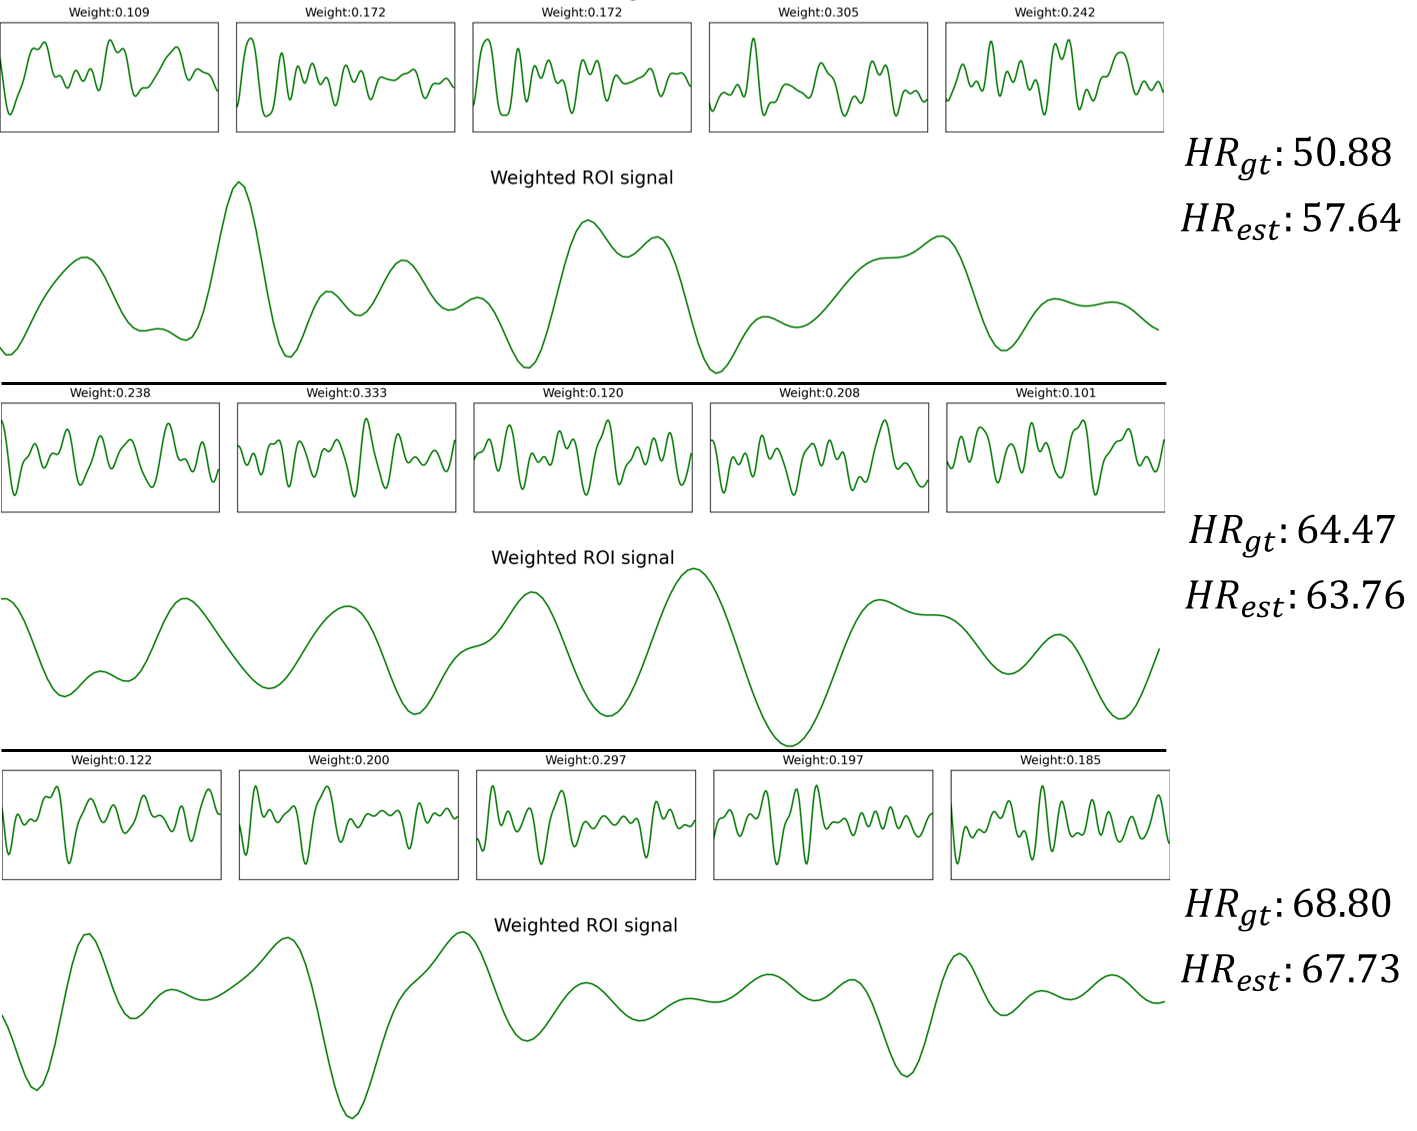 Weight:0.109 Weight:0.172 Weight:0.172 Weight:0.305 Weight:0.242
Weighted ROI signal
HR_gt: 50.88
HR_est: 57.64
Weight:0.238 Weight:0.333 Weight:0.120 Weight:0.208 Weight:0.101
Weighted ROI signal
HR_gt: 64.47
HR_est: 63.76
Weight:0.122 Weight:0.200 Weight:0.297 Weight:0.197 Weight:0.185
Weighted ROI signal
HR_gt: 68.80
HR_est: 67.73